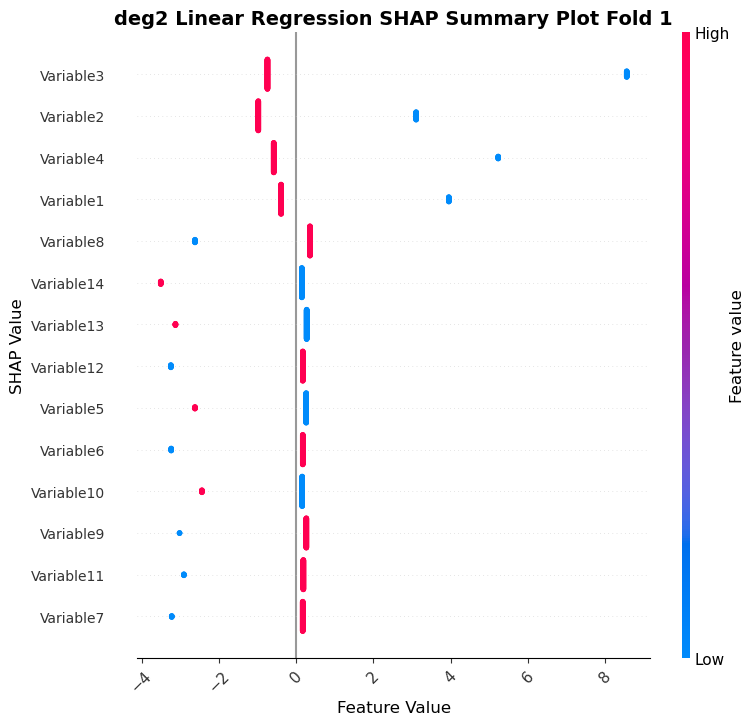 deg2 Linear Regression SHAP Summary Plot Fold 1
High
Variable3
Variable2
Variable4
Variable1
Variable8
Variable14
Variable13
Variable12
Variable5
Variable6
Variable10
Variable9
Variable11
Variable7
SHAP Value
Feature value
Low
−4
−2
0
2
4
6
8
Feature Value